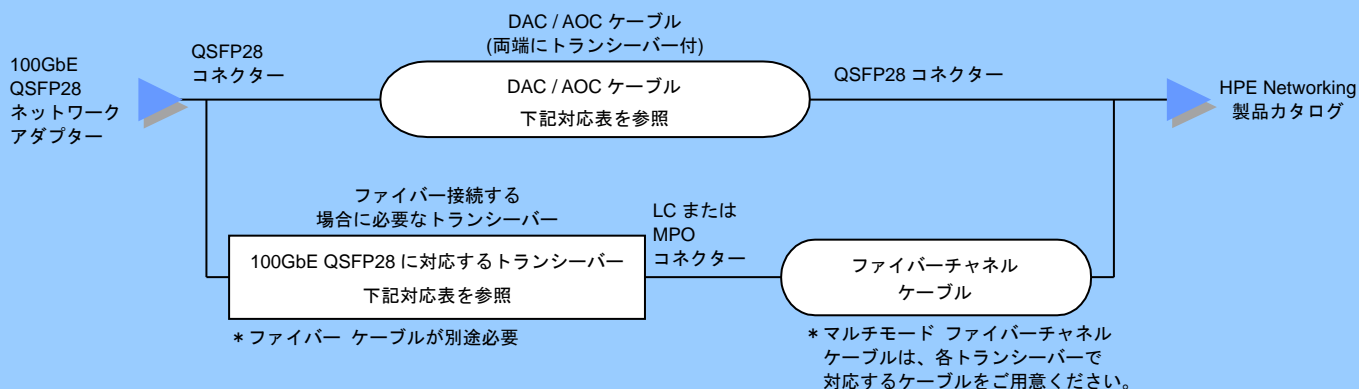 DAC / AOC ケーブル
(両端にトランシーバー付)
QSFP28
コネクター
100GbE
QSFP28
ネットワーク
アダプター
DAC / AOC ケーブル
下記対応表を参照
QSFP28 コネクター
HPE Networking
製品カタログ
ファイバー接続する
場合に必要なトランシーバー
LC または
MPO
コネクター
100GbE QSFP28 に対応するトランシーバー
下記対応表を参照
ファイバーチャネル
ケーブル
* ファイバー ケーブルが別途必要
* マルチモード ファイバーチャネル
ケーブルは、各トランシーバーで
対応するケーブルをご用意ください。